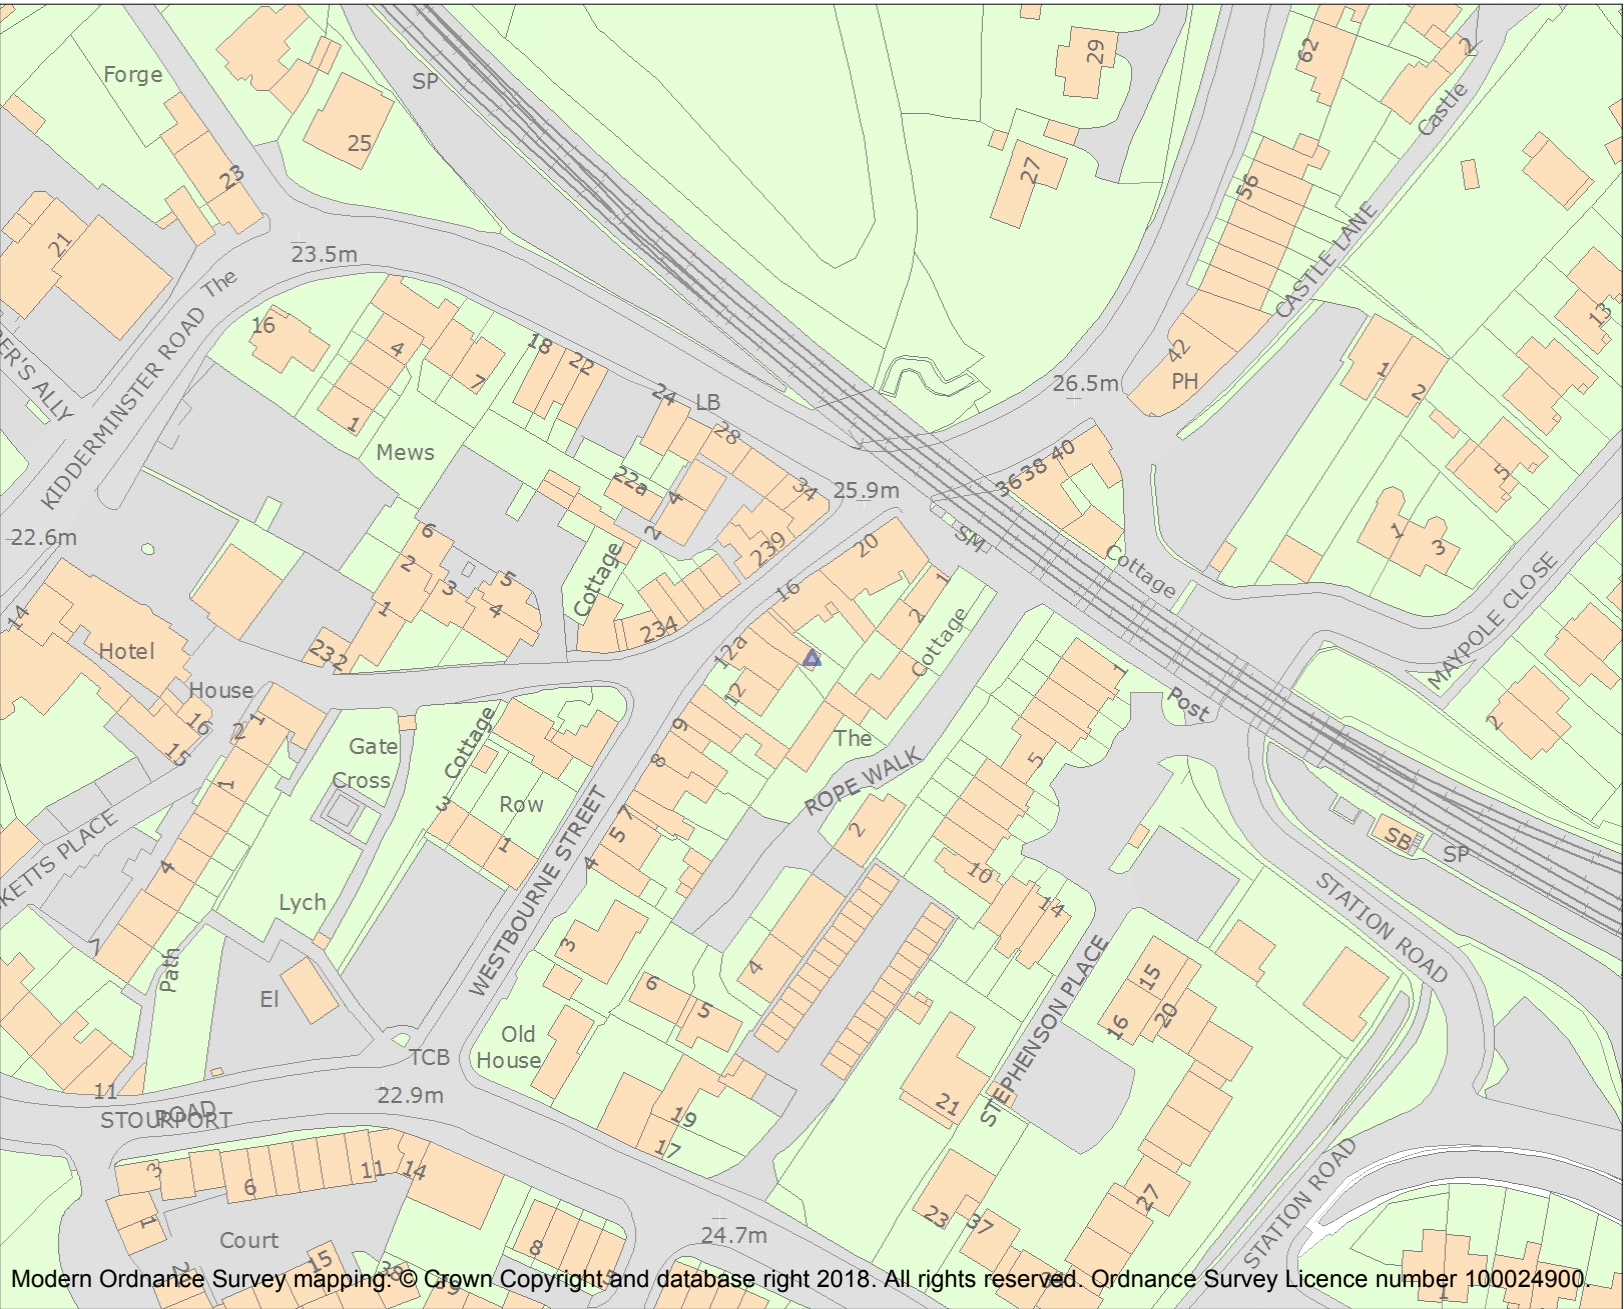 29
62
2
Castle
Forge
SP
25
23
27
56
CASTLE LANE
21
23.5m
The
KIDDERMINSTER ROAD
16
4
7
18
22
24
LB
28
34
26.5m
42
PH
1
2
13
ER'S ALLY
1
Mews
22a
4
2
25.9m
36
38
40
5
22.6m
6
2
3
5
4
1
Cottage
239
234
16
20
SM
1
2
Cottage
Cottage
1
3
MAYPOLE CLOSE
14
Hotel
232
12a
12
1
Post
2
House
16
15
2
1
Gate
Cross
Cottage
9
8
The
ROPE WALK
5
3
Row
1
1
KETTS PLACE
4
WESTBOURNE STREET
7
5
4
2
10
14
SB
SP
STATION ROAD
Lych
7
Path
3
4
El
6
5
15
16
20
STEPHENSON PLACE
Old
House
TCB
22.9m
11
STOURPORT
ROAD
19
17
21
3
6
11
14
1
Court
2
15
38
39
8
24.7m
23
37
27
STATION ROAD
1
Modern Ordnance Survey mapping: © Crown Copyright and database right 2018. All rights reserved. Ordnance Survey Licence number 100024900.